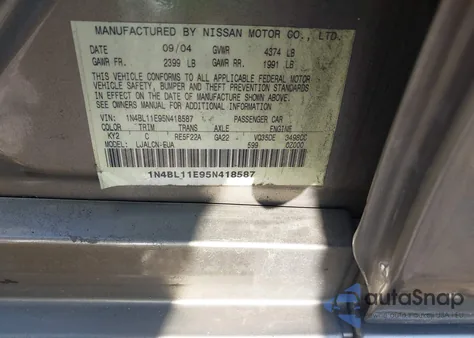 MANUFACTURED BY NISSAN MOTOR CO., LTD.
DATE 09/04 GVWR 4374 LB
GAWR FR. 2399 LB GAWR RR. 1991 LB
THIS VEHICLE CONFORMS TO ALL APPLICABLE FEDERAL MOTOR
VEHICLE SAFETY, BUMPER AND THEFT PREVENTION STANDARDS
IN EFFECT ON THE DATE OF MANUFACTURE SHOWN ABOVE.
SEE OWNERS MANUAL FOR ADDITIONAL INFORMATION
VIN: 1N4BL11E95N418587 PASSENGER CAR
COLOR TRIM TRANS AXLE ENGINE
KY2 C RE5F22A GA22 VQ35DE 3498CC
MODEL LJALCN-EUA 599 0Z000
1N4BL11E95N418587
autoSnap